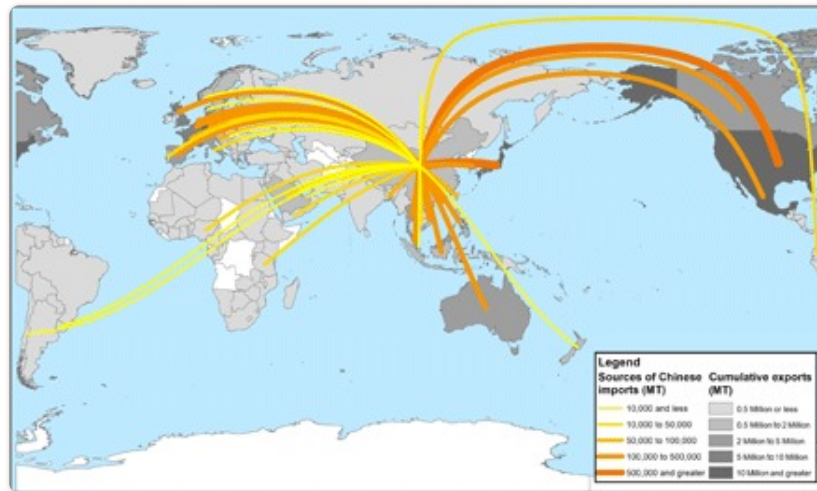 Legend
Sources of Chinese imports (MT)
10,000 and less
10,000 to 50,000
50,000 to 100,000
100,000 to 500,000
500,000 and greater
Cumulative exports (MT)
0.5 Million or less
0.5 Million to 2 Million
2 Million to 5 Million
5 Million to 10 Million
10 Million and greater